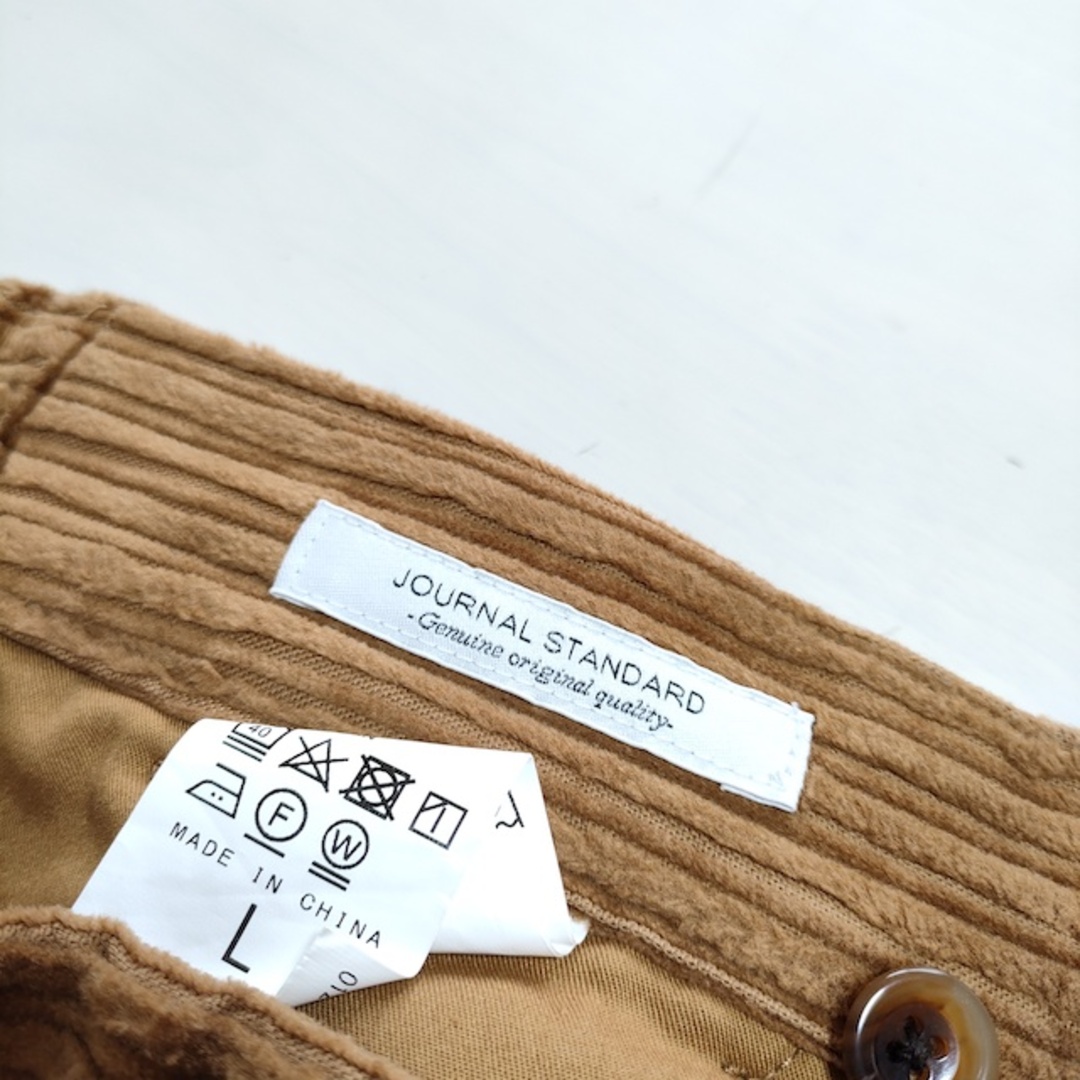 JOURNAL STANDARD
-Genuine original quality-
40
F
W
MADE IN CHINA
L